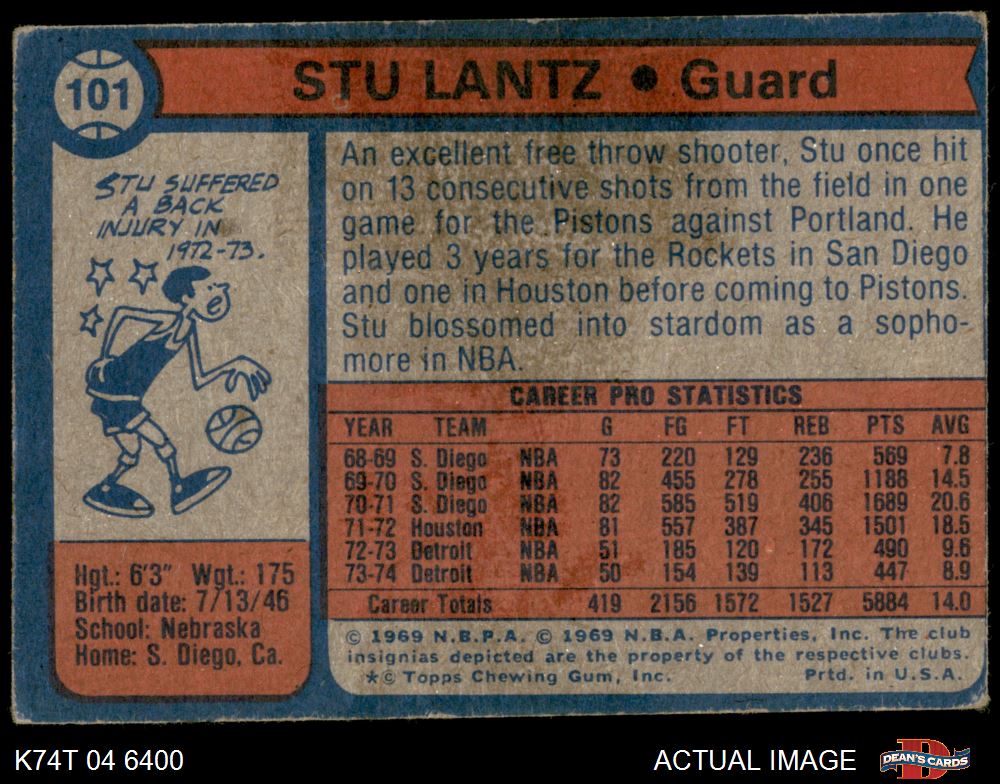 101
STU LANTZ • Guard
STU SUFFERED
A BACK
INJURY IN
1972-73.
An excellent free throw shooter, Stu once hit
on 13 consecutive shots from the field in one
game for the Pistons against Portland. He
played 3 years for the Rockets in San Diego
and one in Houston before coming to Pistons.
Stu blossomed into stardom as a sopho-
more in NBA.
CAREER PRO STATISTICS
YEAR TEAM G FG FT REB PTS AVG
68-69 S. Diego NBA 73 220 129 236 569 7.8
69-70 S. Diego NBA 82 455 278 255 1188 14.5
70-71 S. Diego NBA 82 585 519 406 1689 20.6
71-72 Houston NBA 81 557 387 345 1501 18.5
72-73 Detroit NBA 51 185 120 172 490 9.6
73-74 Detroit NBA 50 154 139 113 447 8.9
Career Totals 419 2156 1572 1527 5884 14.0
Hgt.: 6'3" Wgt.: 175
Birth date: 7/13/46
School: Nebraska
Home: S. Diego, Ca.
© 1969 N.B.P.A. © 1969 N.B.A. Properties, Inc. The club
insignias depicted are the property of the respective clubs.
*© Topps Chewing Gum, Inc. Prtd. in U.S.A.
K74T 04 6400
ACTUAL IMAGE
D
DEAN'S CARDS